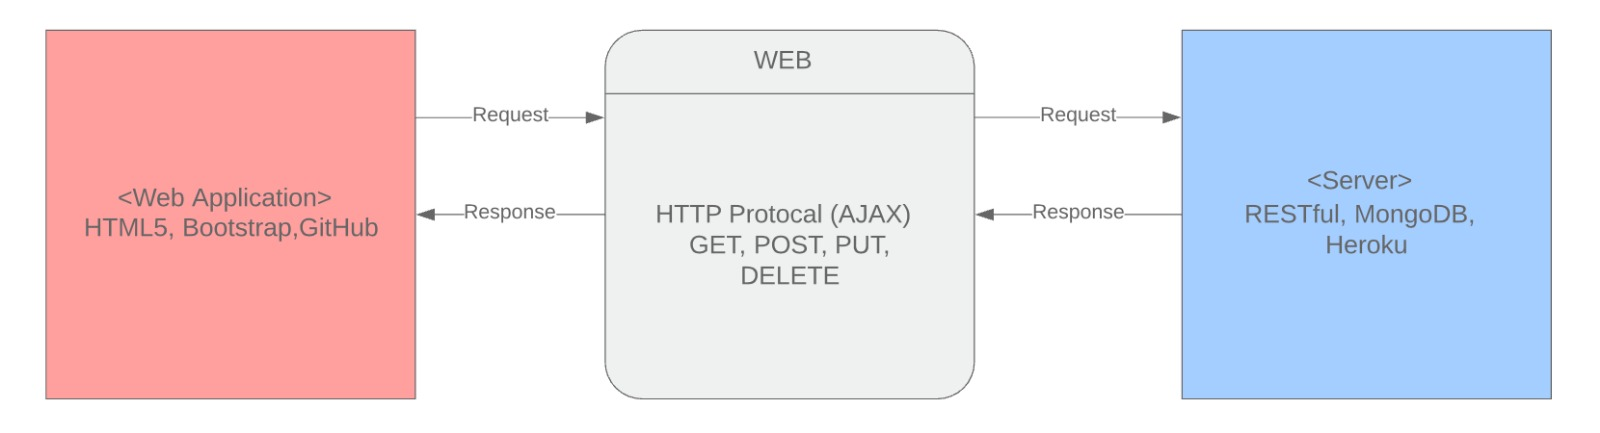 WEB
Request
Request
<Web Application>
HTML5, Bootstrap,GitHub
Response
HTTP Protocal (AJAX)
GET, POST, PUT,
DELETE
Response
<Server>
RESTful, MongoDB,
Heroku